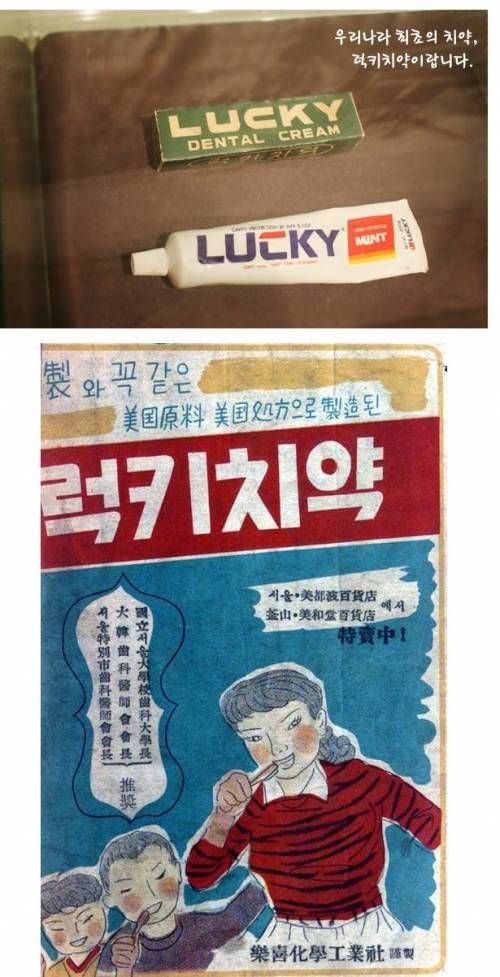 우리나라 최초의 치약,
럭키치약이랍니다.
LUCKY
DENTAL CREAM
LUCKY
MINT
製와 꼭 같은
美国原料 美国処方으로 製造된
럭키치약
서울•美都波百貨店
釜山•美和堂百貨店 에서
特賣中!
國立서울大學校齒科大學長
大韓齒科醫師會會長
서울特別市齒科醫師會會長
推奬
樂喜化學工業社 謹製